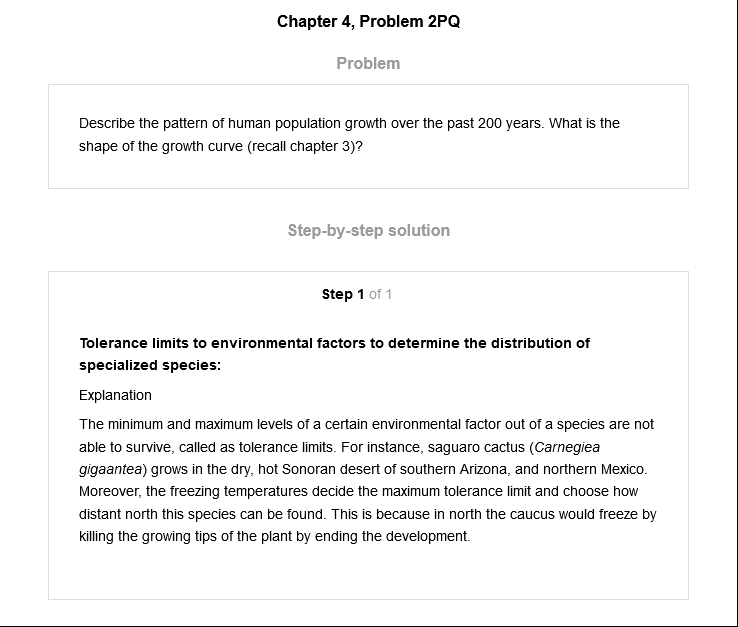 Chapter 4, Problem 2PQ
Problem
Describe the pattern of human population growth over the past 200 years. What is the
shape of the growth curve (recall chapter 3)?
Step-by-step solution
Step 1 of 1
Tolerance limits to environmental factors to determine the distribution of
specialized species:
Explanation
The minimum and maximum levels of a certain environmental factor out of a species are not
able to survive, called as tolerance limits. For instance, saguaro cactus (Carnegiea
gigaantea) grows in the dry, hot Sonoran desert of southern Arizona, and northern Mexico.
Moreover, the freezing temperatures decide the maximum tolerance limit and choose how
distant north this species can be found. This is because in north the caucus would freeze by
killing the growing tips of the plant by ending the development.